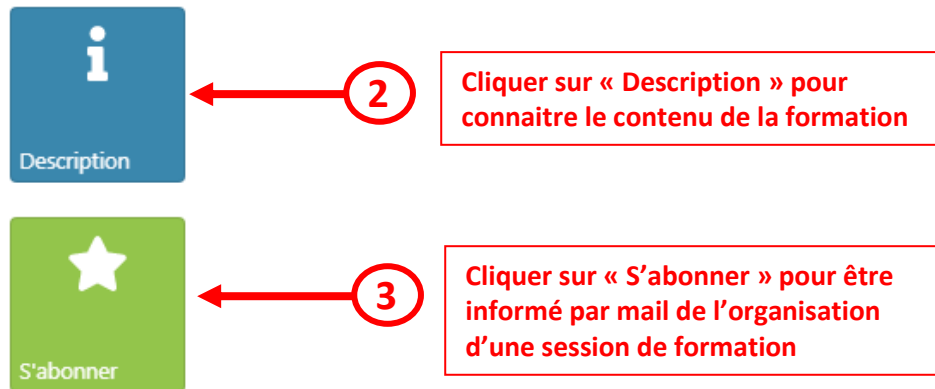 Description
2
Cliquer sur « Description » pour
connaitre le contenu de la formation
S'abonner
3
Cliquer sur « S’abonner » pour être
informé par mail de l’organisation
d’une session de formation